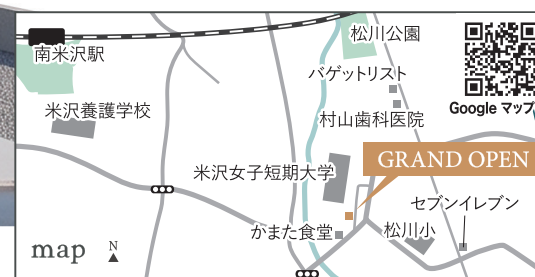 南米沢駅
松川公園
バゲットリスト
Google マップ
米沢養護学校
村山歯科医院
GRAND OPEN
米沢女子短期大学
セブンイレブン
かまた食堂
松川小
map
N